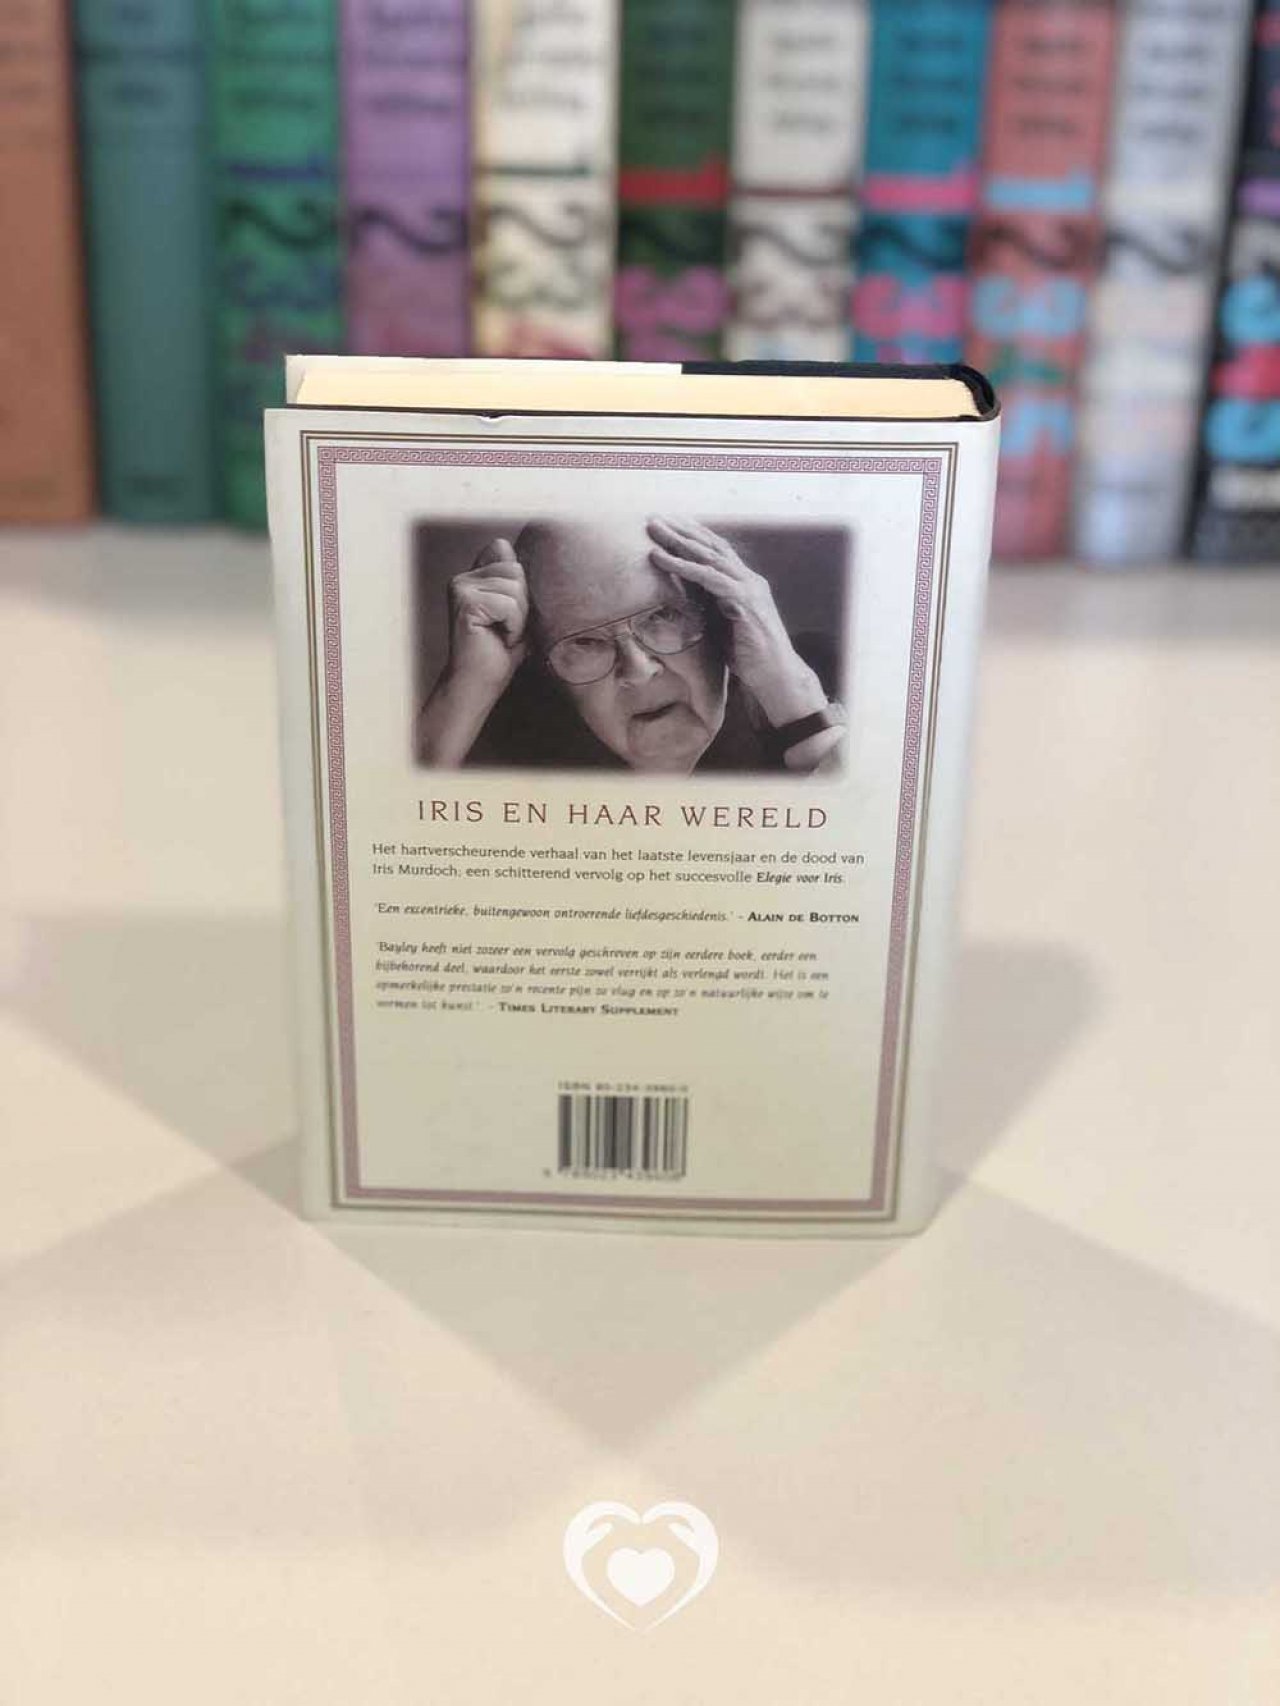 IRIS EN HAAR WERELD
Het hartverscheurende verhaal van het laatste levensjaar en de dood van
Iris Murdoch; een schitterend vervolg op het succesvolle Elegie voor Iris.
'Een excentrieke, buitengewoon ontroerende liefdesgeschiedenis.' - ALAIN DE BOTTON
'Bayley heeft niet zozeer een vervolg geschreven op zijn eerdere boek, eerder een
bijbehorend deel, waardoor het eerste zowel verrijkt als verlengd wordt. Het is een
opmerkelijke prestatie zo'n recente pijn zo vlug en op zo'n natuurlijke wijze om te
vormen tot kunst.' - TIMES LITERARY SUPPLEMENT
ISBN